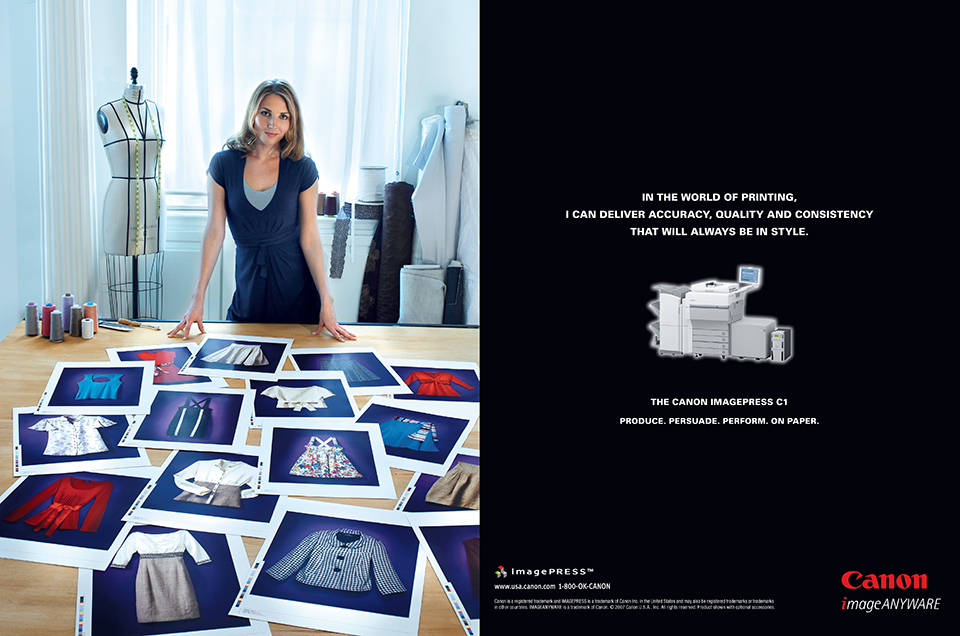 IN THE WORLD OF PRINTING,
I CAN DELIVER ACCURACY, QUALITY AND CONSISTENCY
THAT WILL ALWAYS BE IN STYLE.
THE CANON IMAGEPRESS C1
PRODUCE. PERSUADE. PERFORM. ON PAPER.
imagePRESS™
www.usa.canon.com 1-800-OK-CANON
Canon is a registered trademark and IMAGEPRESS is a trademark of Canon Inc. in the United States and may also be registered trademarks or trademarks
in other countries. IMAGEANYWARE is a trademark of Canon. © 2007 Canon U.S.A., Inc. All rights reserved. Product shown with optional accessories.
Canon
imageANYWARE